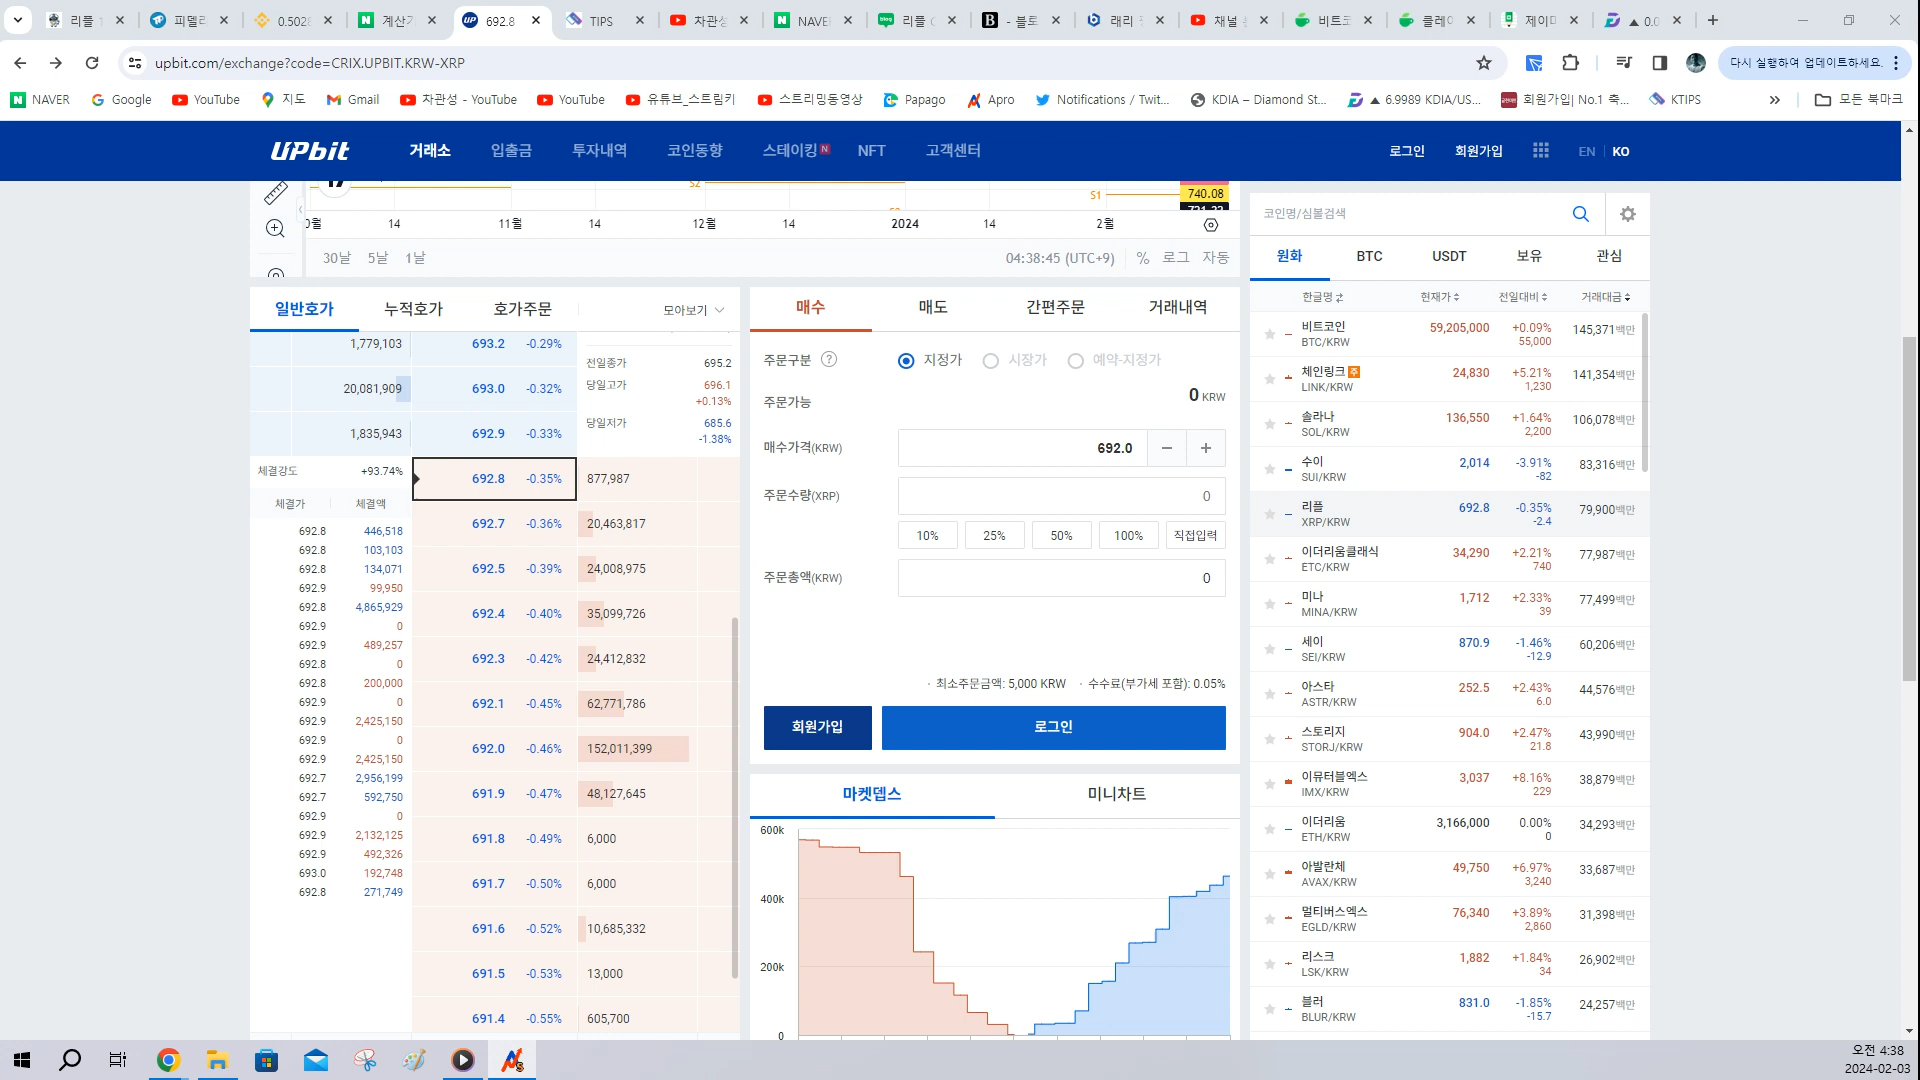 리플
피델리
0.5028
계산기
692.8
TIPS
차관성
NAVE
리플
- 블로
래리
채널
비트코
클레이
제이미
▲ 0.0
upbit.com/exchange?code=CRIX.UPBIT.KRW-XRP
다시 실행하여 업데이트하세요.
NAVER
Google
YouTube
지도
Gmail
차관성 - YouTube
YouTube
유튜브_스트림키
스트리밍동영상
Papago
Apro
Notifications / Twit...
KDIA – Diamond St...
▲ 6.9989 KDIA/US...
회원가입| No.1 축...
KTIPS
모든 북마크
UPbit
거래소
입출금
투자내역
코인동향
스테이킹 N
NFT
고객센터
로그인
회원가입
EN
KO
S2
S1
740.08
14
11월
14
12월
14
2024
14
2월
30날 5날 1날
04:38:45 (UTC+9) % 로그 자동
일반호가 누적호가 호가주문 모아보기
1,779,103 693.2 -0.29%
20,081,909 693.0 -0.32%
1,835,943 692.9 -0.33%
전일종가 695.2
당일고가 696.1
+0.13%
당일저가 685.6
-1.38%
체결강도 +93.74%
체결가 체결액
692.8 446,518
692.8 103,103
692.8 134,071
692.9 99,950
692.8 4,865,929
692.9 0
692.9 489,257
692.8 0
692.8 200,000
692.9 0
692.9 2,425,150
692.9 0
692.9 2,425,150
692.7 2,956,199
692.7 592,750
692.9 0
692.9 2,132,125
692.9 492,326
693.0 192,748
692.8 271,749
692.8 -0.35% 877,987
692.7 -0.36% 20,463,817
692.5 -0.39% 24,008,975
692.4 -0.40% 35,099,726
692.3 -0.42% 24,412,832
692.1 -0.45% 62,771,786
692.0 -0.46% 152,011,399
691.9 -0.47% 48,127,645
691.8 -0.49% 6,000
691.7 -0.50% 6,000
691.6 -0.52% 10,685,332
691.5 -0.53% 13,000
691.4 -0.55% 605,700
매수 매도 간편주문 거래내역
주문구분 ? 지정가 시장가 예약-지정가
주문가능 0 KRW
매수가격(KRW) 692.0 − +
주문수량(XRP) 0
10% 25% 50% 100% 직접입력
주문총액(KRW) 0
· 최소주문금액: 5,000 KRW · 수수료(부가세 포함): 0.05%
회원가입 로그인
마켓뎁스 미니차트
600k
400k
200k
0
코인명/심볼검색
원화 BTC USDT 보유 관심
한글명 현재가 전일대비 거래대금
비트코인 59,205,000 +0.09% 145,371백만
BTC/KRW 55,000
체인링크 주 24,830 +5.21% 141,354백만
LINK/KRW 1,230
솔라나 136,550 +1.64% 106,078백만
SOL/KRW 2,200
수이 2,014 -3.91% 83,316백만
SUI/KRW -82
리플 692.8 -0.35% 79,900백만
XRP/KRW -2.4
이더리움클래식 34,290 +2.21% 77,987백만
ETC/KRW 740
미나 1,712 +2.33% 77,499백만
MINA/KRW 39
세이 870.9 -1.46% 60,206백만
SEI/KRW -12.9
아스타 252.5 +2.43% 44,576백만
ASTR/KRW 6.0
스토리지 904.0 +2.47% 43,990백만
STORJ/KRW 21.8
이뮤터블엑스 3,037 +8.16% 38,879백만
IMX/KRW 229
이더리움 3,166,000 0.00% 34,293백만
ETH/KRW 0
아발란체 49,750 +6.97% 33,687백만
AVAX/KRW 3,240
멀티버스엑스 76,340 +3.89% 31,398백만
EGLD/KRW 2,860
리스크 1,882 +1.84% 26,902백만
LSK/KRW 34
블러 831.0 -1.85% 24,257백만
BLUR/KRW -15.7
오전 4:38
2024-02-03